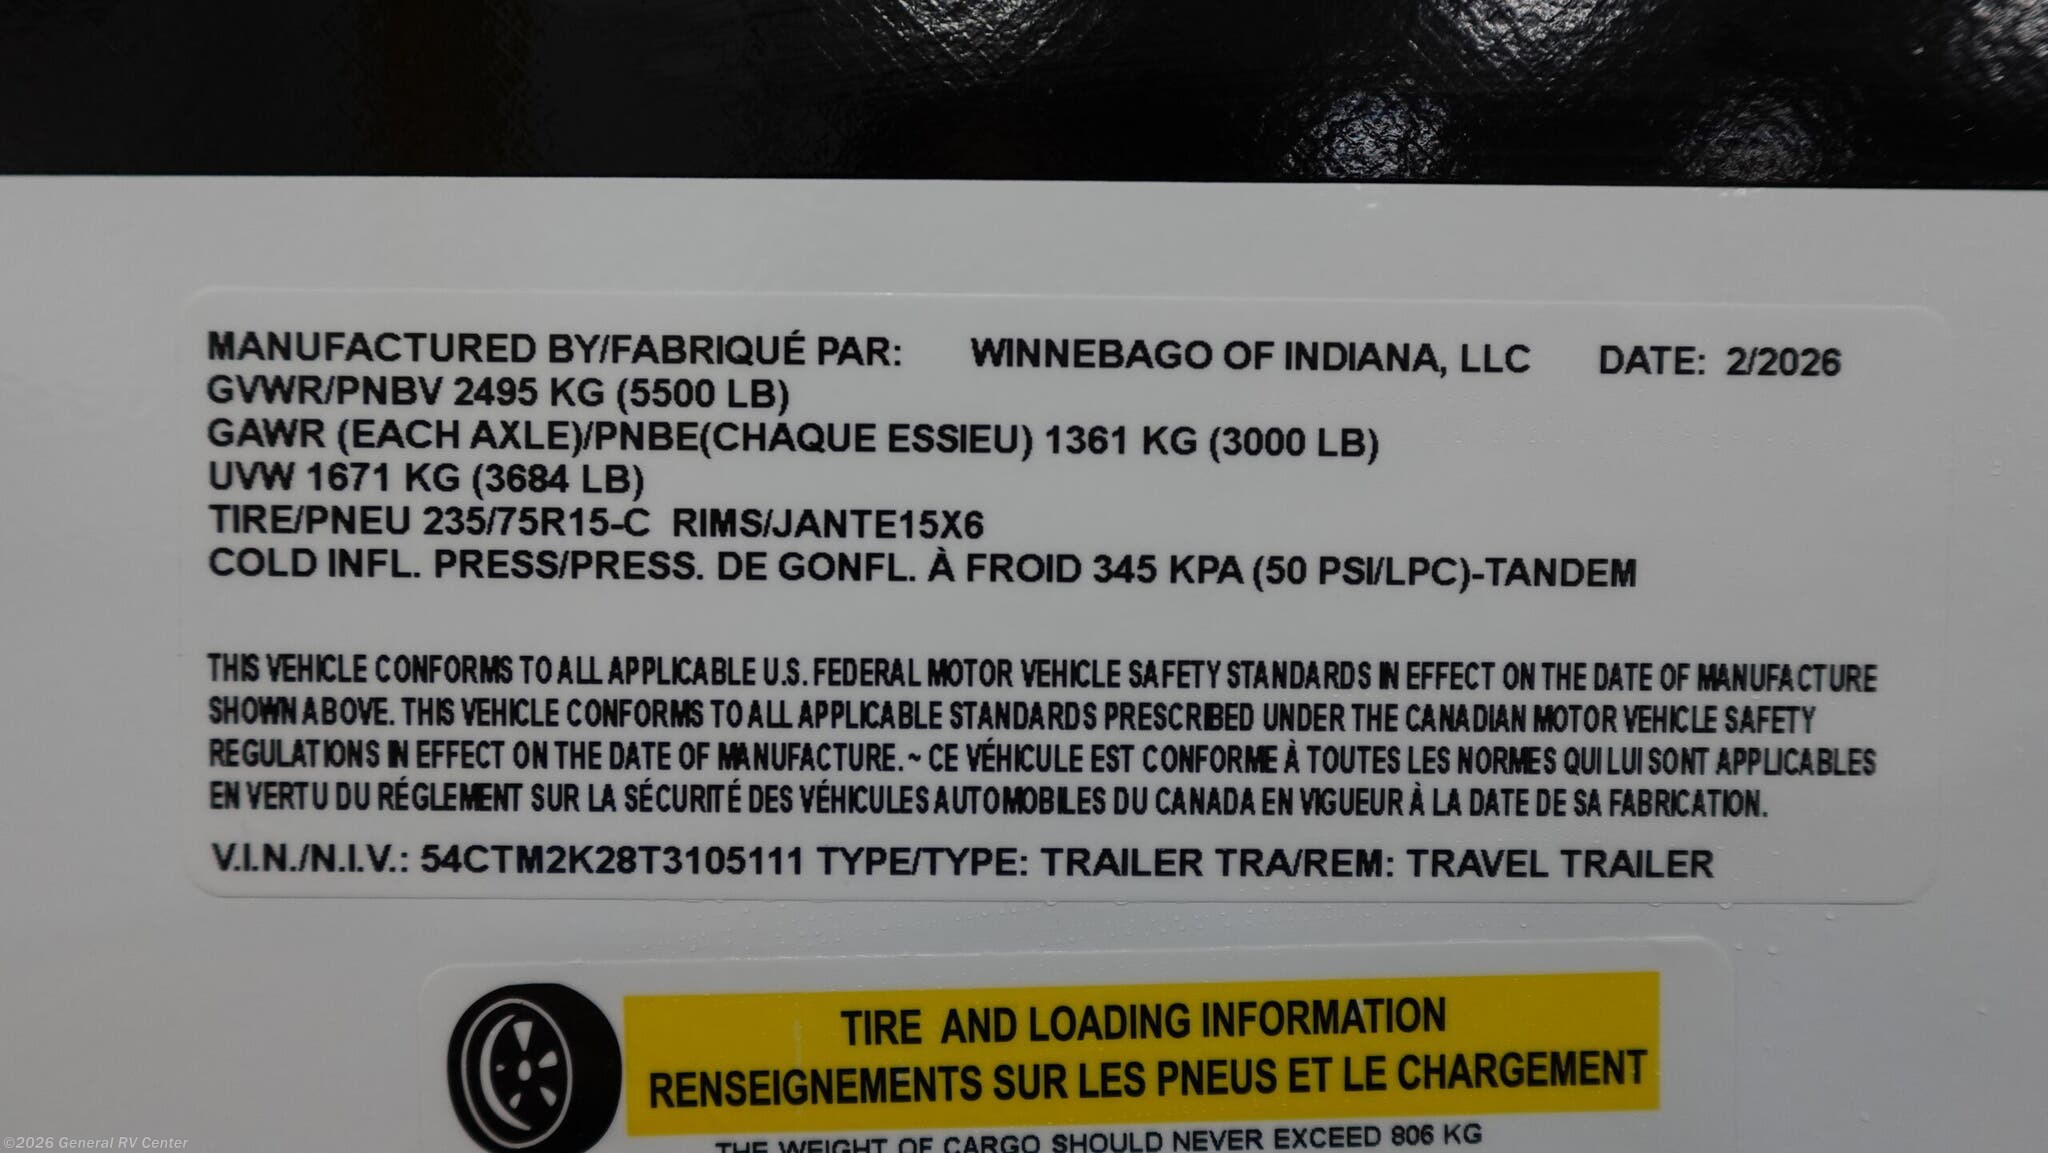 MANUFACTURED BY/FABRIQUÉ PAR: WINNEBAGO OF INDIANA, LLC DATE: 2/2026
GVWR/PNBV 2495 KG (5500 LB)
GAWR (EACH AXLE)/PNBE(CHAQUE ESSIEU) 1361 KG (3000 LB)
UVW 1671 KG (3684 LB)
TIRE/PNEU 235/75R15-C RIMS/JANTE15X6
COLD INFL. PRESS/PRESS. DE GONFL. À FROID 345 KPA (50 PSI/LPC)-TANDEM
THIS VEHICLE CONFORMS TO ALL APPLICABLE U.S. FEDERAL MOTOR VEHICLE SAFETY STANDARDS IN EFFECT ON THE DATE OF MANUFACTURE
SHOWN ABOVE. THIS VEHICLE CONFORMS TO ALL APPLICABLE STANDARDS PRESCRIBED UNDER THE CANADIAN MOTOR VEHICLE SAFETY
REGULATIONS IN EFFECT ON THE DATE OF MANUFACTURE. ~ CE VÉHICULE EST CONFORME À TOUTES LES NORMES QUI LUI SONT APPLICABLES
EN VERTU DU RÉGLEMENT SUR LA SÉCURITÉ DES VÉHICULES AUTOMOBILES DU CANADA EN VIGUEUR À LA DATE DE SA FABRICATION.
V.I.N./N.I.V.: 54CTM2K28T3105111 TYPE/TYPE: TRAILER TRA/REM: TRAVEL TRAILER
TIRE AND LOADING INFORMATION
RENSEIGNEMENTS SUR LES PNEUS ET LE CHARGEMENT
THE WEIGHT OF CARGO SHOULD NEVER EXCEED 806 KG
©2026 General RV Center